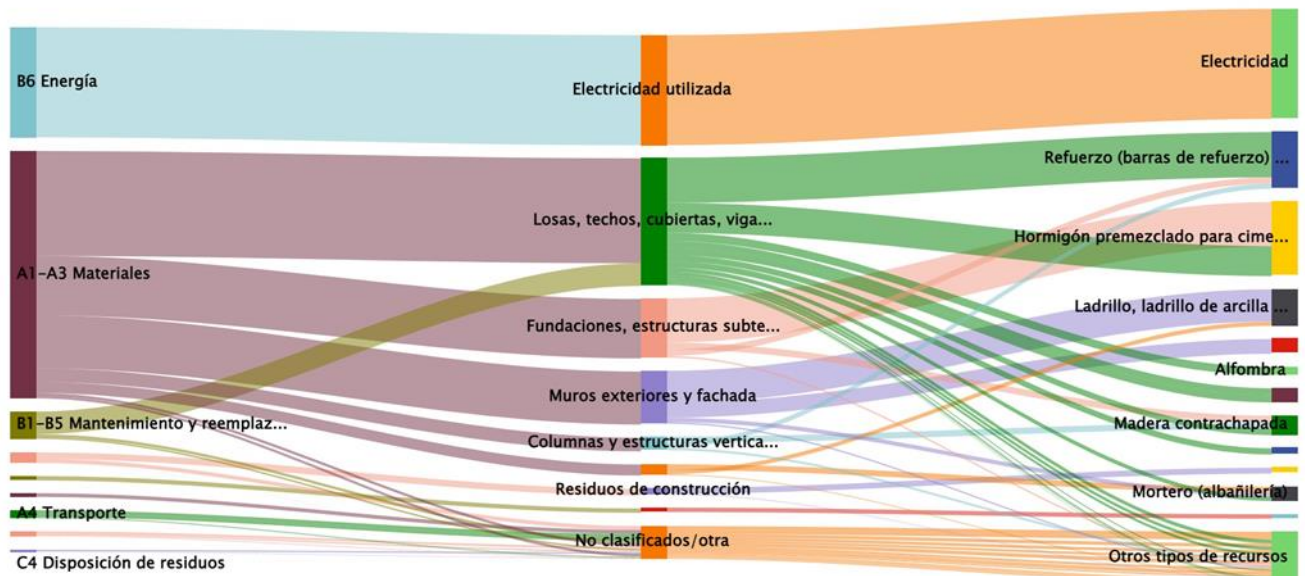 B6 Energía
A1-A3 Materiales
B1-B5 Mantenimiento y reemplaz...
A4 Transporte
C4 Disposición de residuos
Electricidad utilizada
Losas, techos, cubiertas, viga...
Fundaciones, estructuras subte...
Muros exteriores y fachada
Columnas y estructuras vertica...
Residuos de construcción
No clasificados/otra
Electricidad
Refuerzo (barras de refuerzo) ...
Hormigón premezclado para cime...
Ladrillo, ladrillo de arcilla ...
Alfombra
Madera contrachapada
Mortero (albañilería)
Otros tipos de recursos